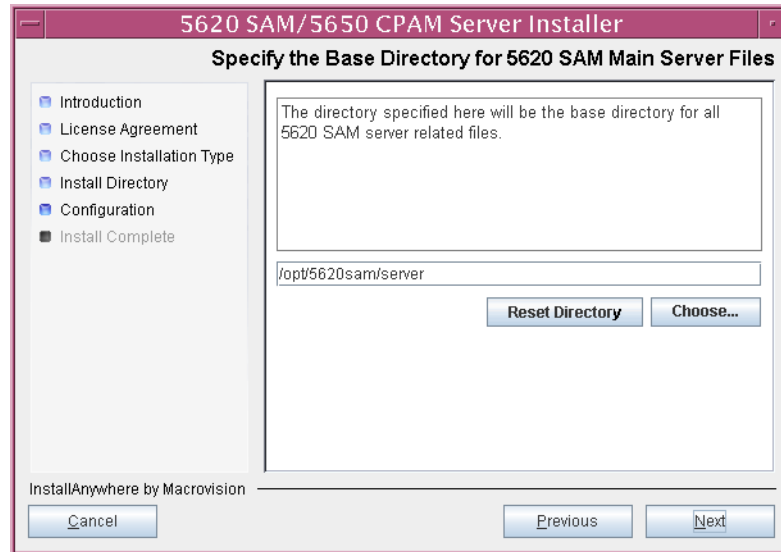 5620 SAM/5650 CPAM Server Installer
Specify the Base Directory for 5620 SAM Main Server Files
Introduction
License Agreement
Choose Installation Type
Install Directory
Configuration
Install Complete
The directory specified here will be the base directory for all
5620 SAM server related files.
/opt/5620sam/server
Reset Directory
Choose...
InstallAnywhere by Macrovision
Cancel
Previous
Next